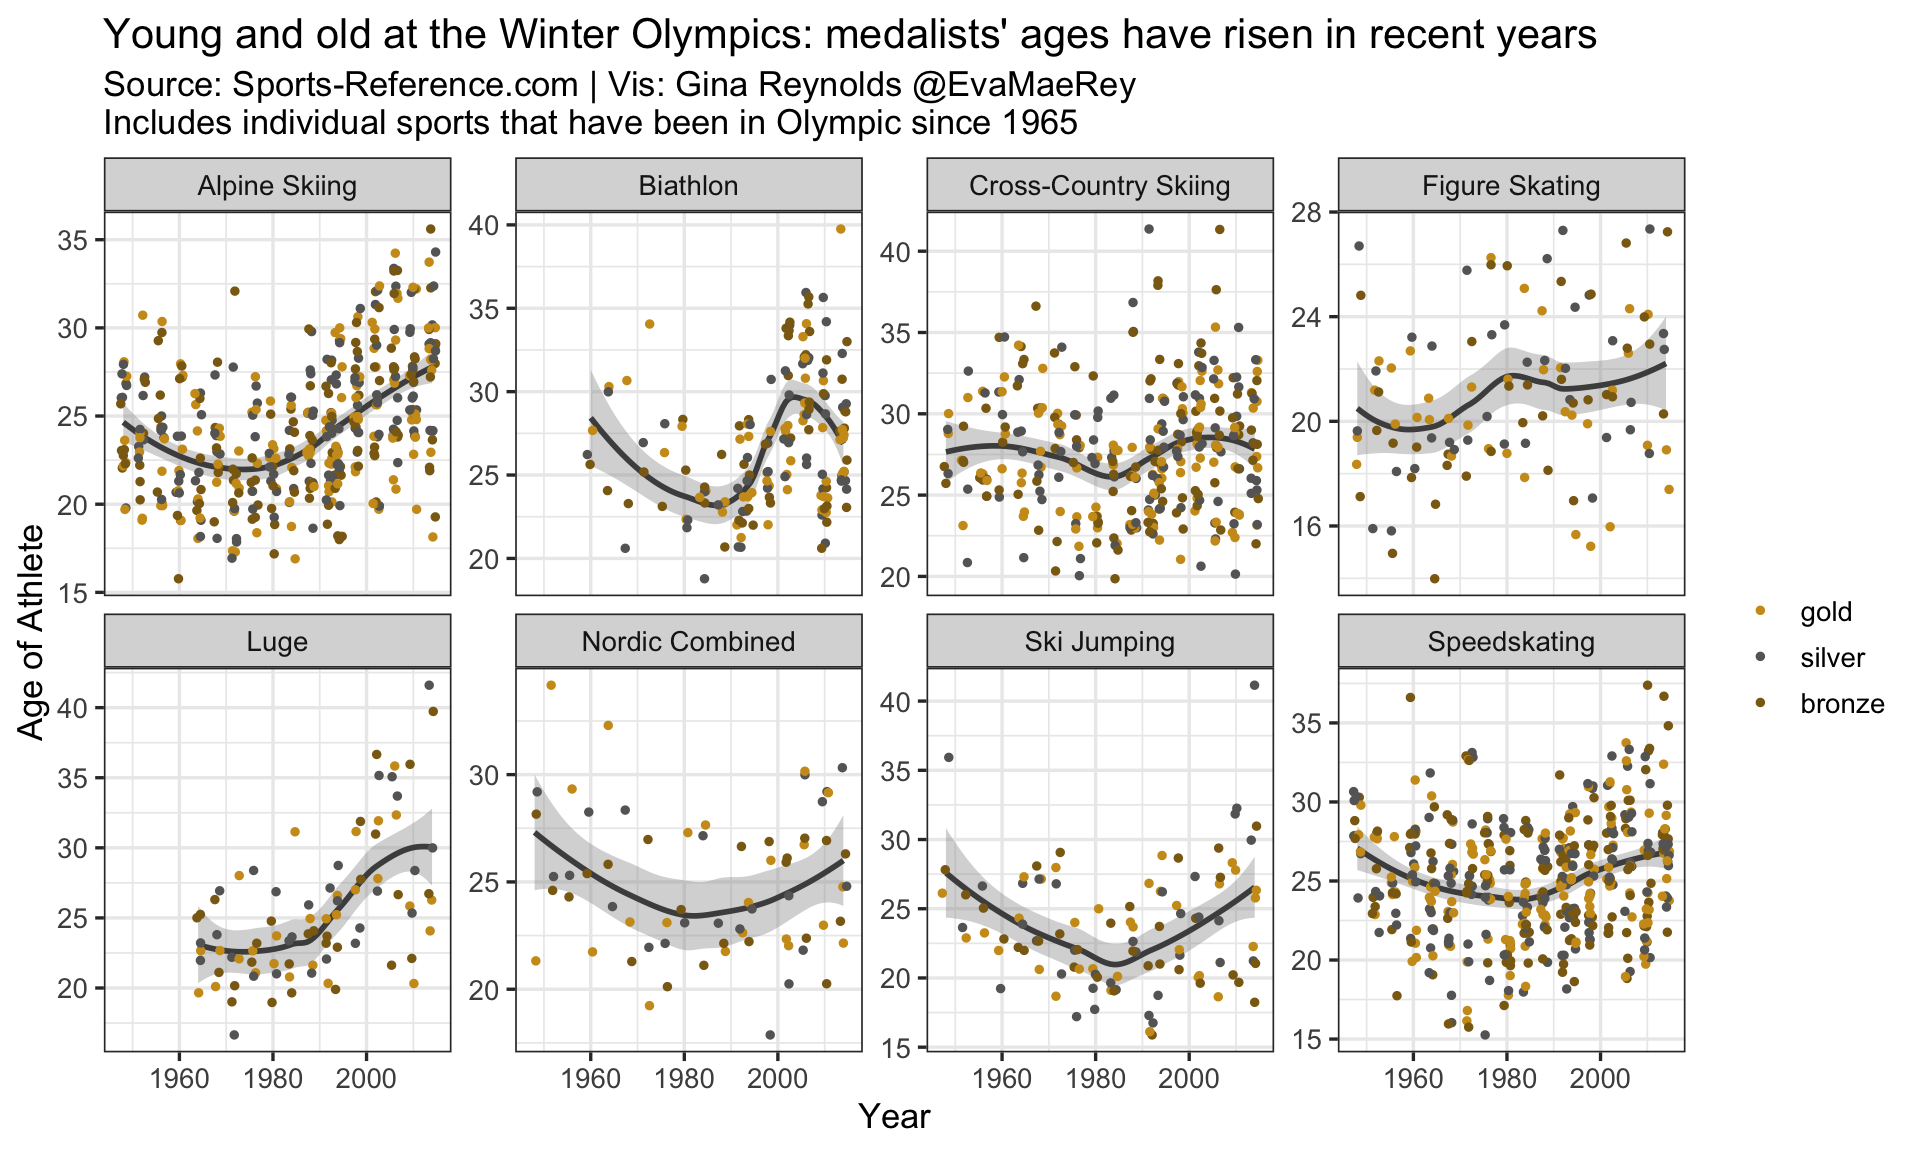 Young and old at the Winter Olympics: medalists' ages have risen in recent years
Source: Sports-Reference.com | Vis: Gina Reynolds @EvaMaeRey
Includes individual sports that have been in Olympic since 1965
Alpine Skiing
Biathlon
Cross-Country Skiing
Figure Skating
35
30
25
20
15
40
35
30
25
20
40
35
30
25
20
28
24
20
16
Age of Athlete
gold
silver
bronze
Luge
Nordic Combined
Ski Jumping
Speedskating
40
35
30
25
20
30
25
20
40
35
30
25
20
15
35
30
25
20
15
1960 1980 2000
1960 1980 2000
1960 1980 2000
1960 1980 2000
Year